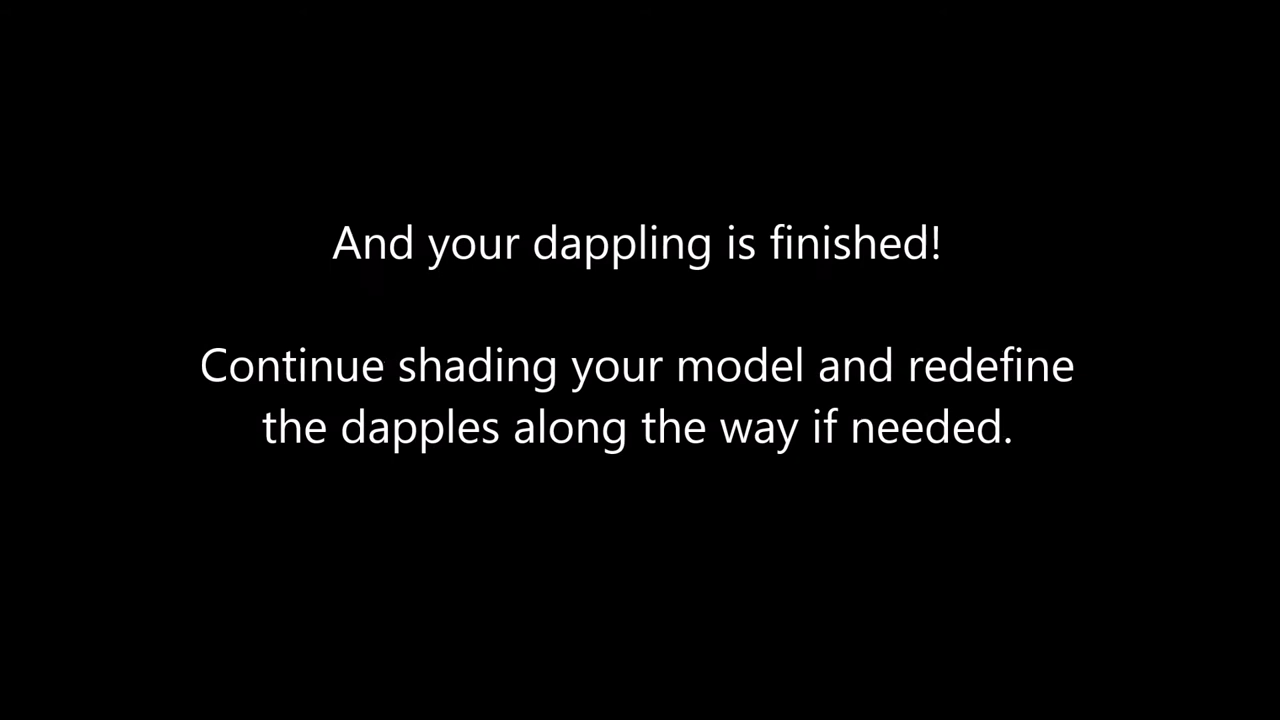 And your dappling is finished!
Continue shading your model and redefine
the dapples along the way if needed.